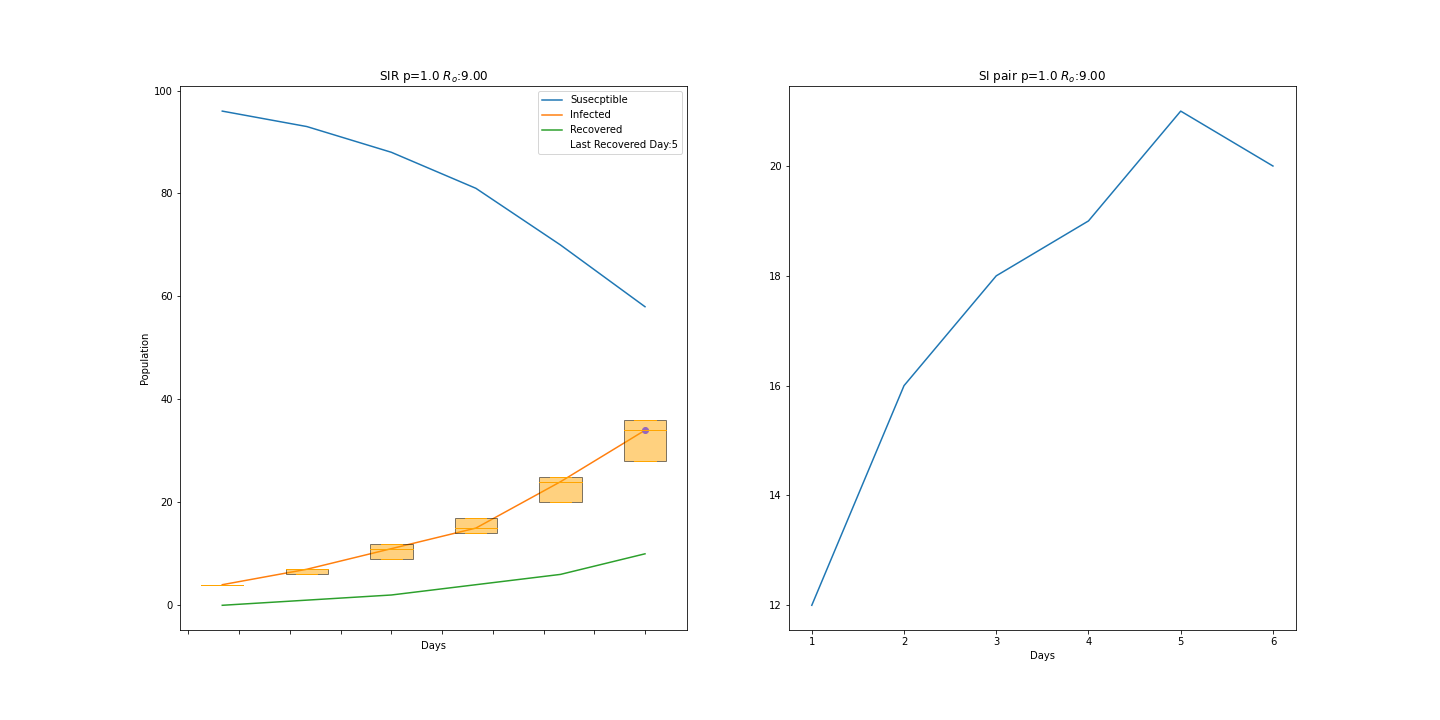 SIR p=1.0 Rₒ:9.00
100
80
60
40
20
0
Population
Susecptible
Infected
Recovered
Last Recovered Day:5
Days
SI pair p=1.0 Rₒ:9.00
20
18
16
14
12
1 2 3 4 5 6
Days